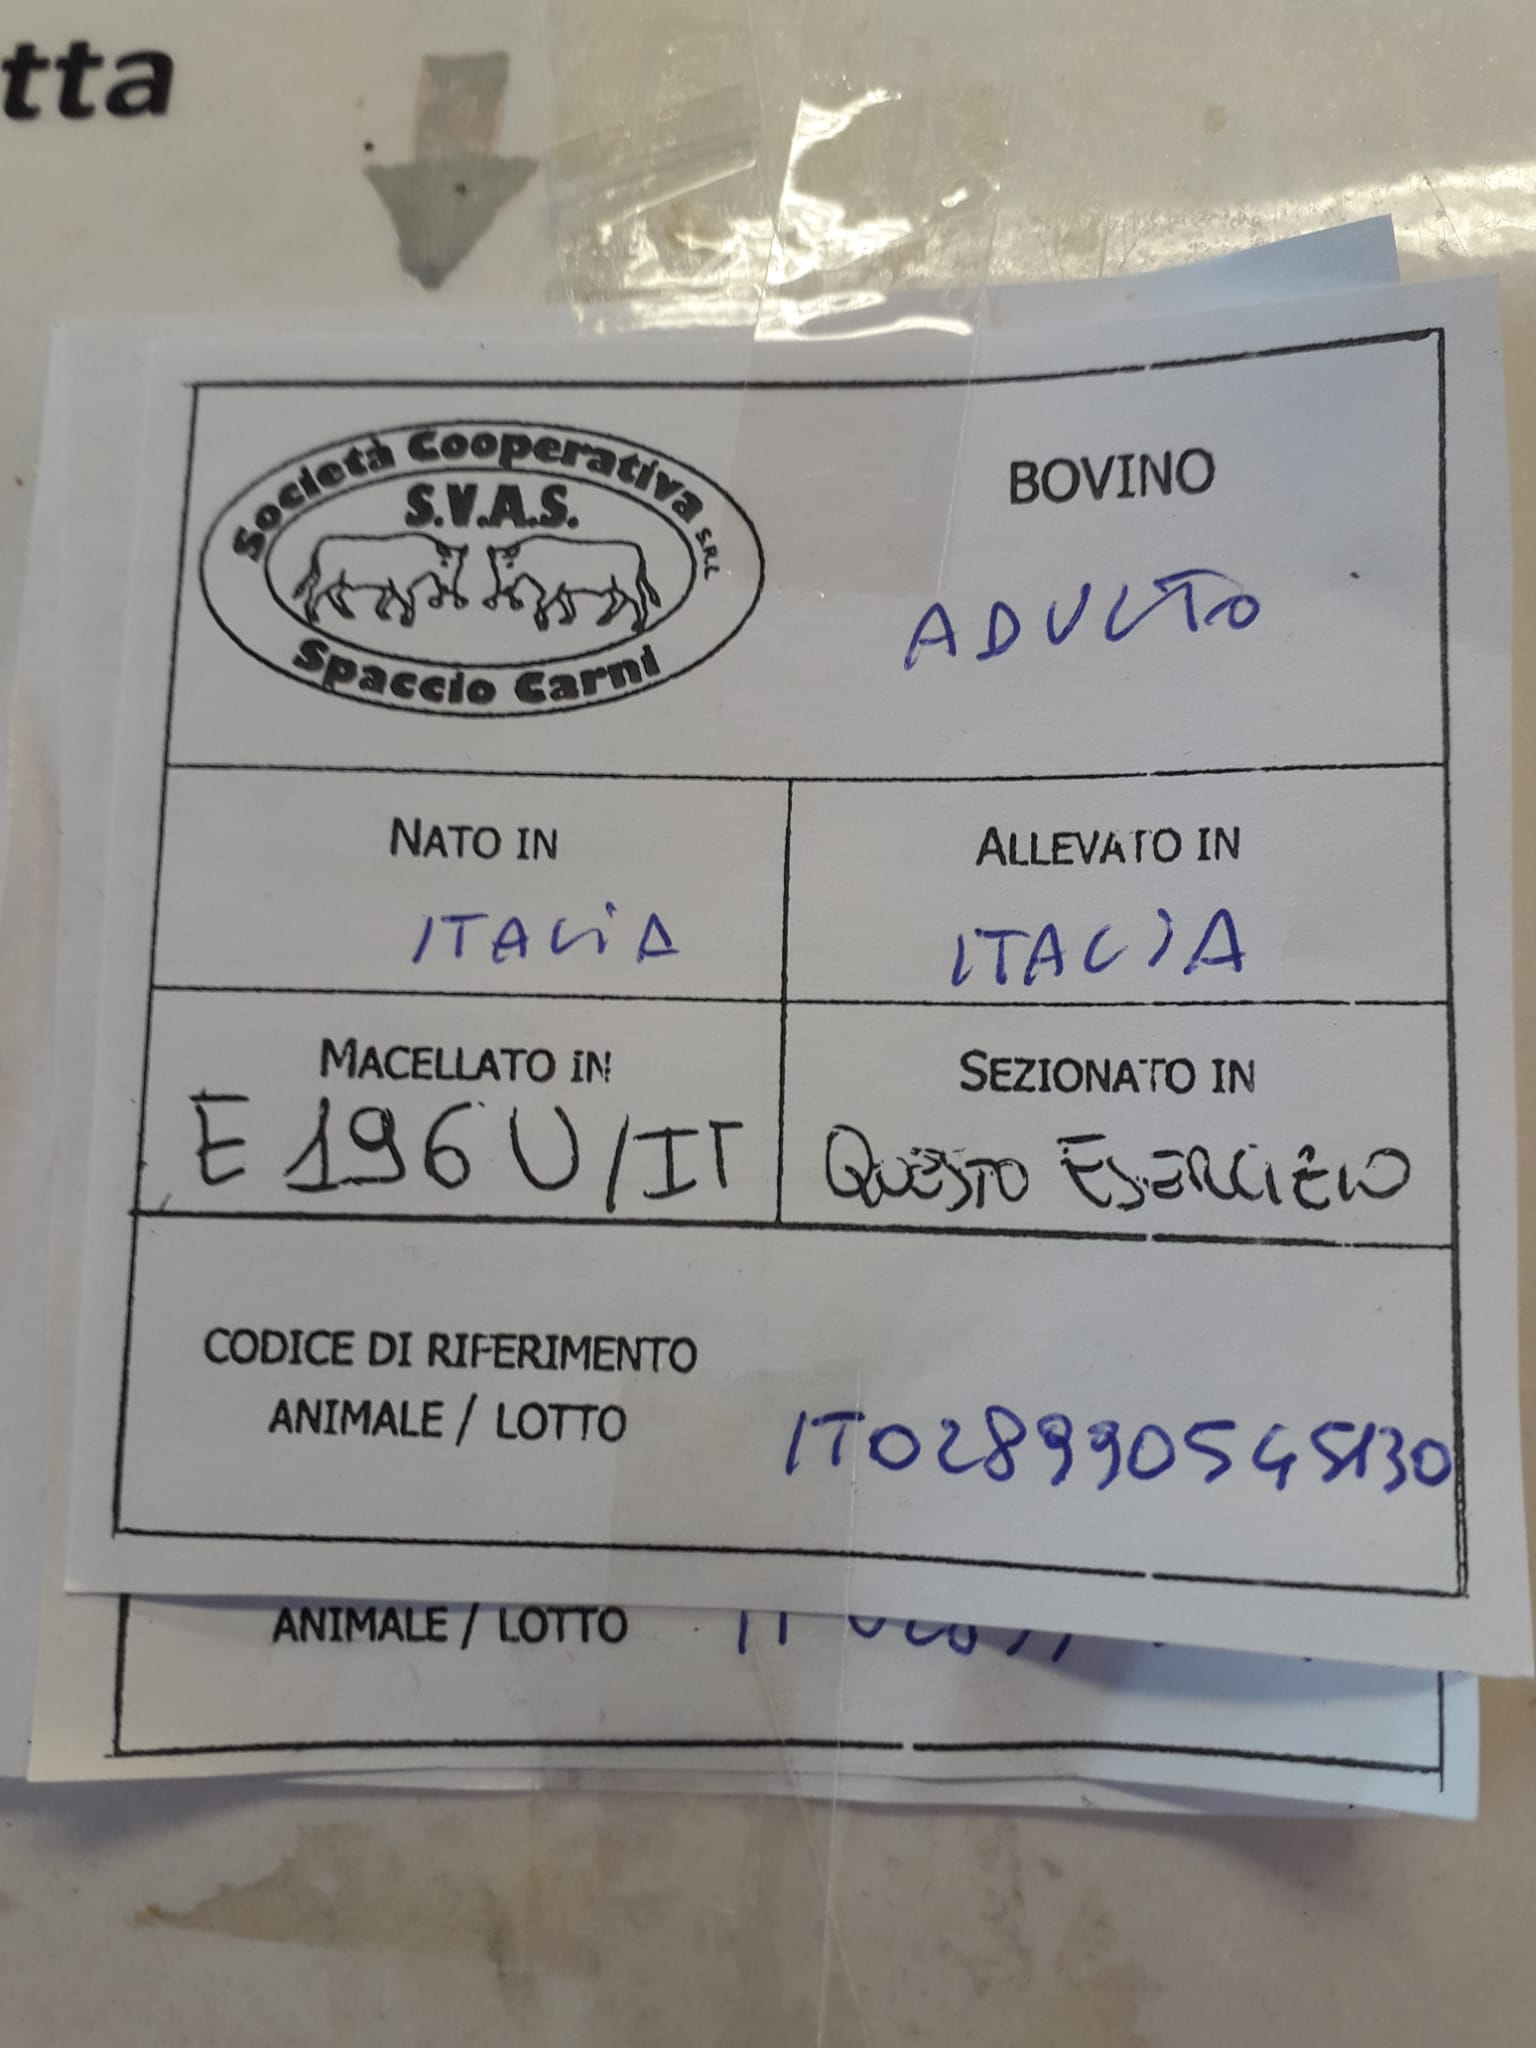 tta
Società Cooperativa S.R.L
S.V.A.S.
Spaccio Carni
BOVINO
ADULTO
NATO IN
ITALIA
ALLEVATO IN
ITALIA
MACELLATO IN
E 196 U/IT
SEZIONATO IN
QUESTO ESERCIZIO
CODICE DI RIFERIMENTO
ANIMALE / LOTTO
IT028990545130
ANIMALE / LOTTO